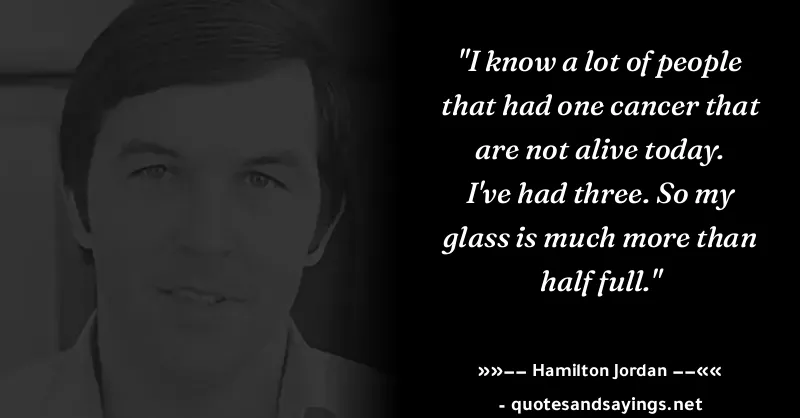 "I know a lot of people
that had one cancer that
are not alive today.
I've had three. So my
glass is much more than
half full."
»»−− Hamilton Jordan −−««
- quotesandsayings.net